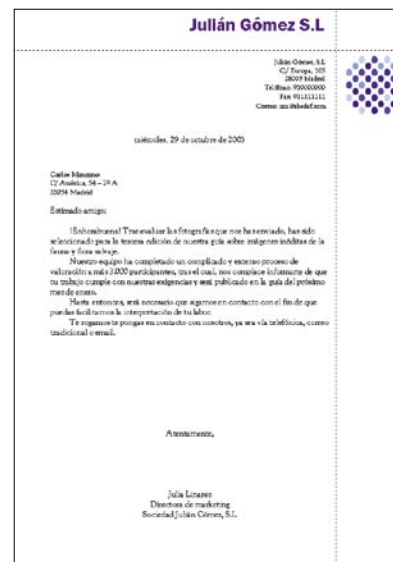 Julián Gómez S.L
Julián Gómez, S.L.
C/ Europa, 105
28005 Madrid
Teléfono: 910000000
Fax: 911111111
Correo:
miércoles, 29 de octubre de 2003
Carlos Manzano
C/ América, 54 – 2º A
28034 Madrid
Estimado amigo:
¡Enhorabuena! Tras evaluar las fotografías que nos has enviado, has sido
seleccionado para la tercera edición de nuestra guía sobre imágenes inéditas de la
fauna y flora salvaje.
Nuestro equipo ha completado un complicado y extenso proceso de
valoración a más 3.000 participantes, tras el cual, nos complace informarte de que
tu trabajo cumple con nuestras exigencias y será publicado en la guía del próximo
mes de enero.
Hasta entonces, será necesario que sigamos en contacto con el fin de que
puedas facilitarnos la interpretación de tu labor.
Te rogamos te pongas en contacto con nosotros, ya sea vía telefónica, correo
tradicional o email.
Atentamente,
Julia Linares
Directora de marketing
Sociedad Julián Gómez, S.L.